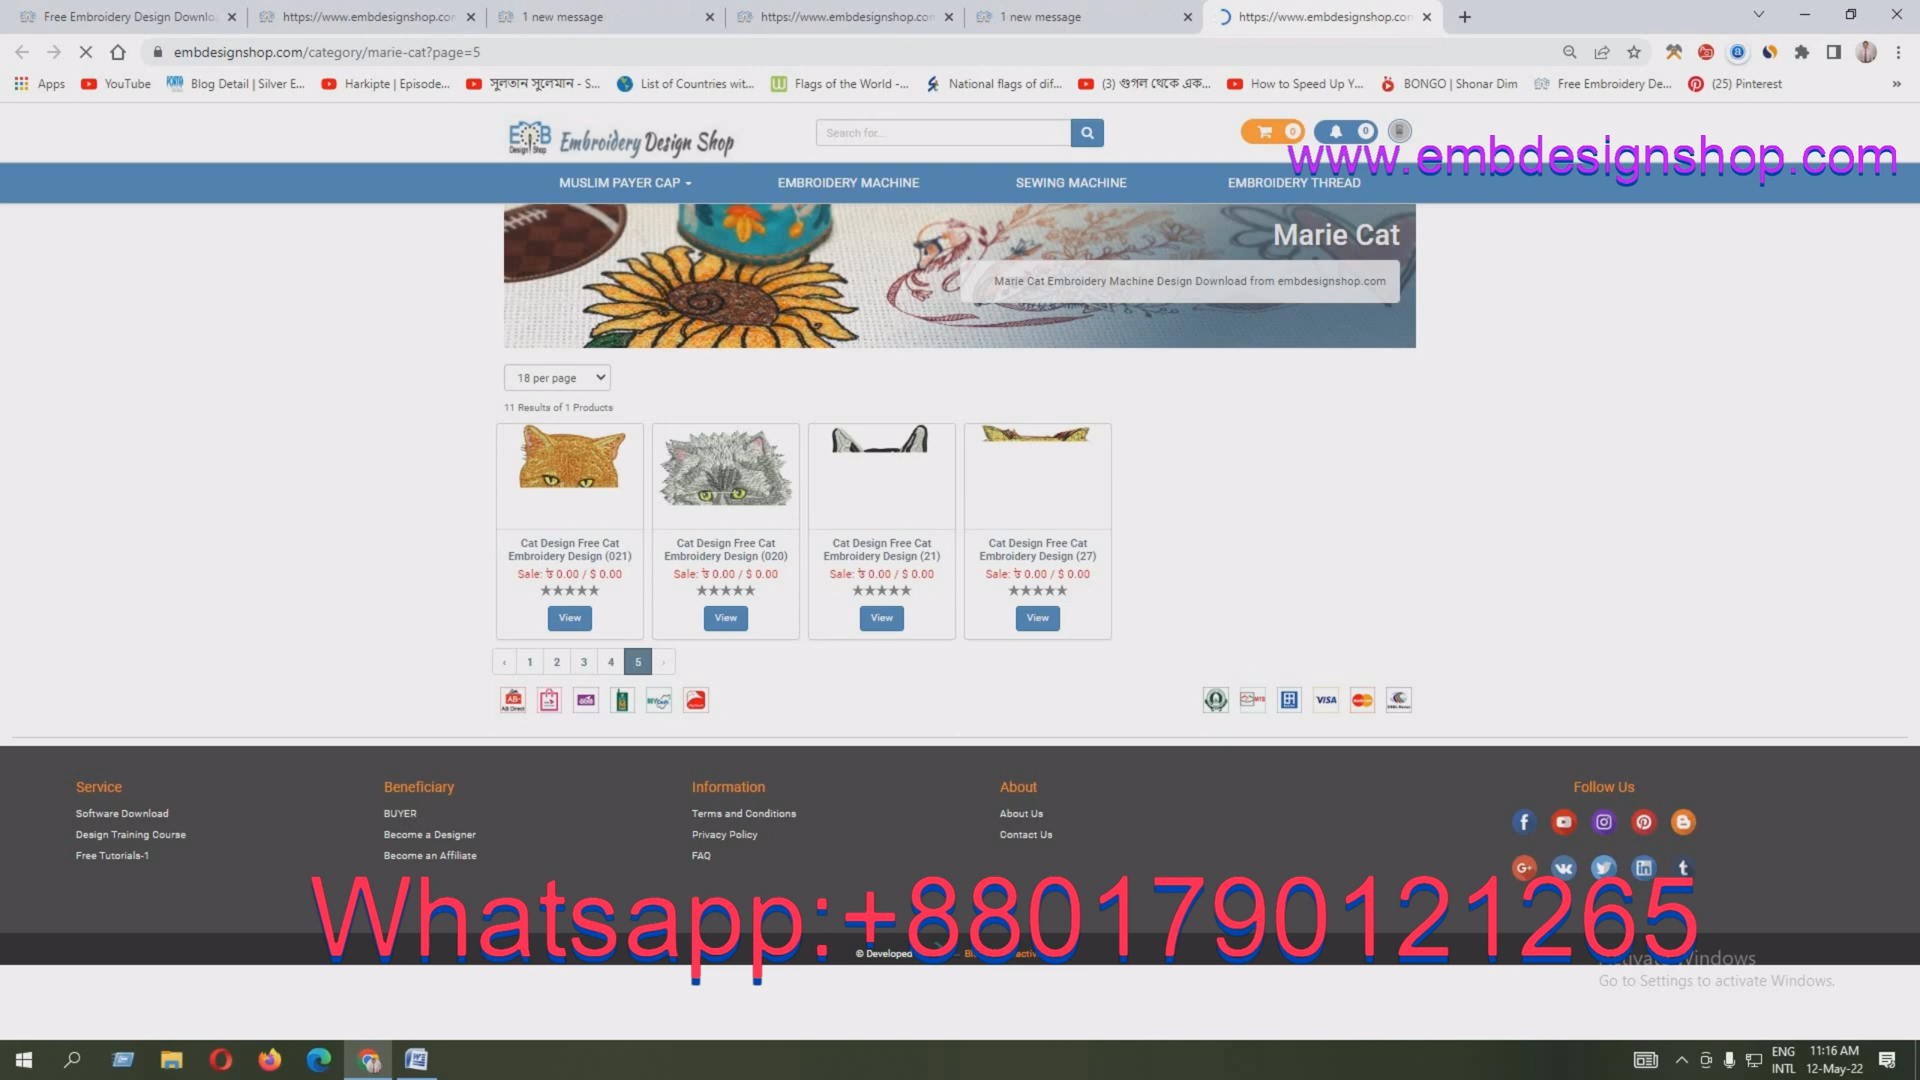 Free Embroidery Design Downlo
https://www.embdesignshop.con
1 new message
https://www.embdesignshop.con
1 new message
https://www.embdesignshop.con
embdesignshop.com/category/marie-cat?page=5
Apps
YouTube
Blog Detail | Silver E...
Harkipte | Episode...
সুলতান সুলেমান - S...
List of Countries wit...
Flags of the World -...
National flags of dif...
(3) গুগল থেকে এক...
How to Speed Up Y...
BONGO | Shonar Dim
Free Embroidery De...
(25) Pinterest
»
EMB Design Shop
Embroidery Design Shop
Search for...
0
0
www.embdesignshop.com
MUSLIM PAYER CAP
EMBROIDERY MACHINE
SEWING MACHINE
EMBROIDERY THREAD
Marie Cat
Marie Cat Embroidery Machine Design Download from embdesignshop.com
18 per page
11 Results of 1 Products
Cat Design Free Cat
Embroidery Design (021)
Sale: ৳ 0.00 / $ 0.00
★★★★★
View
Cat Design Free Cat
Embroidery Design (020)
Sale: ৳ 0.00 / $ 0.00
★★★★★
View
Cat Design Free Cat
Embroidery Design (21)
Sale: ৳ 0.00 / $ 0.00
★★★★★
View
Cat Design Free Cat
Embroidery Design (27)
Sale: ৳ 0.00 / $ 0.00
★★★★★
View
‹ 1 2 3 4 5 ›
AB Direct
VISA
Service
Software Download
Design Training Course
Free Tutorials-1
Beneficiary
BUYER
Become a Designer
Become an Affiliate
Information
Terms and Conditions
Privacy Policy
FAQ
About
About Us
Contact Us
Follow Us
Whatsapp:+8801790121265
© Developed
Activate Windows
Go to Settings to activate Windows.
ENG
INTL
11:16 AM
12-May-22